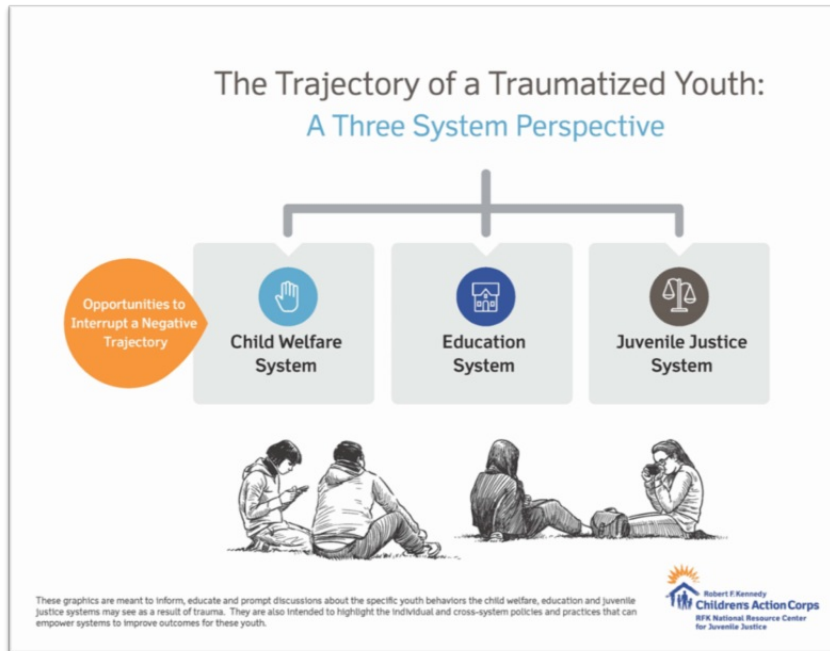 The Trajectory of a Traumatized Youth:
A Three System Perspective
Opportunities to
Interrupt a Negative
Trajectory
Child Welfare
System
Education
System
Juvenile Justice
System
These graphics are meant to inform, educate and prompt discussions about the specific youth behaviors the child welfare, education and juvenile
justice systems may see as a result of trauma. They are also intended to highlight the individual and cross-system policies and practices that can
empower systems to improve outcomes for these youth.
Robert F. Kennedy
Children's Action Corps
RFK National Resource Center
for Juvenile Justice